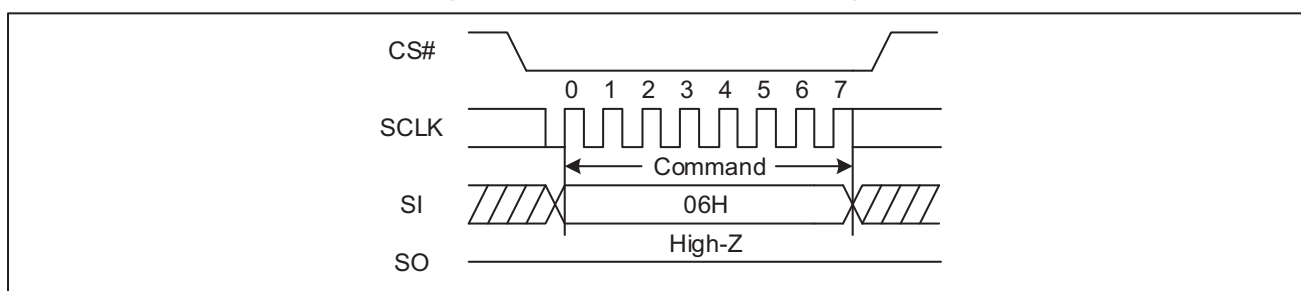 CS#
0 1 2 3 4 5 6 7
SCLK
Command
SI 06H
High-Z
SO